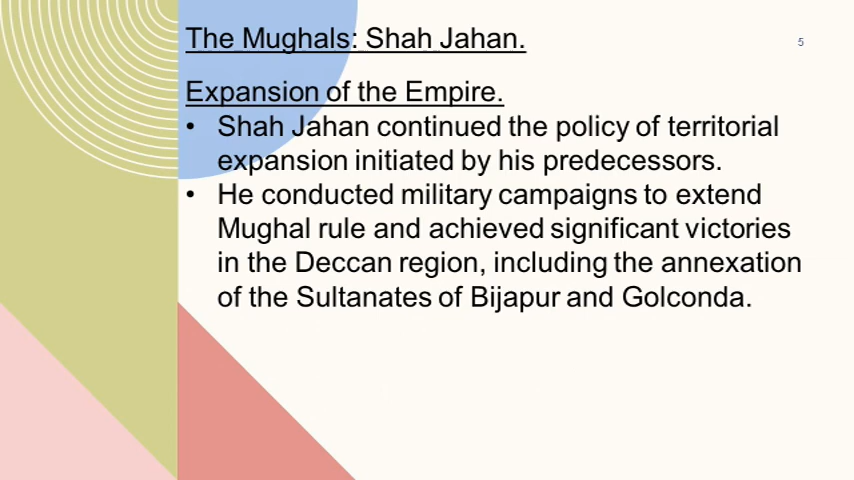 The Mughals: Shah Jahan.
5
Expansion of the Empire.
• Shah Jahan continued the policy of territorial
expansion initiated by his predecessors.
• He conducted military campaigns to extend
Mughal rule and achieved significant victories
in the Deccan region, including the annexation
of the Sultanates of Bijapur and Golconda.